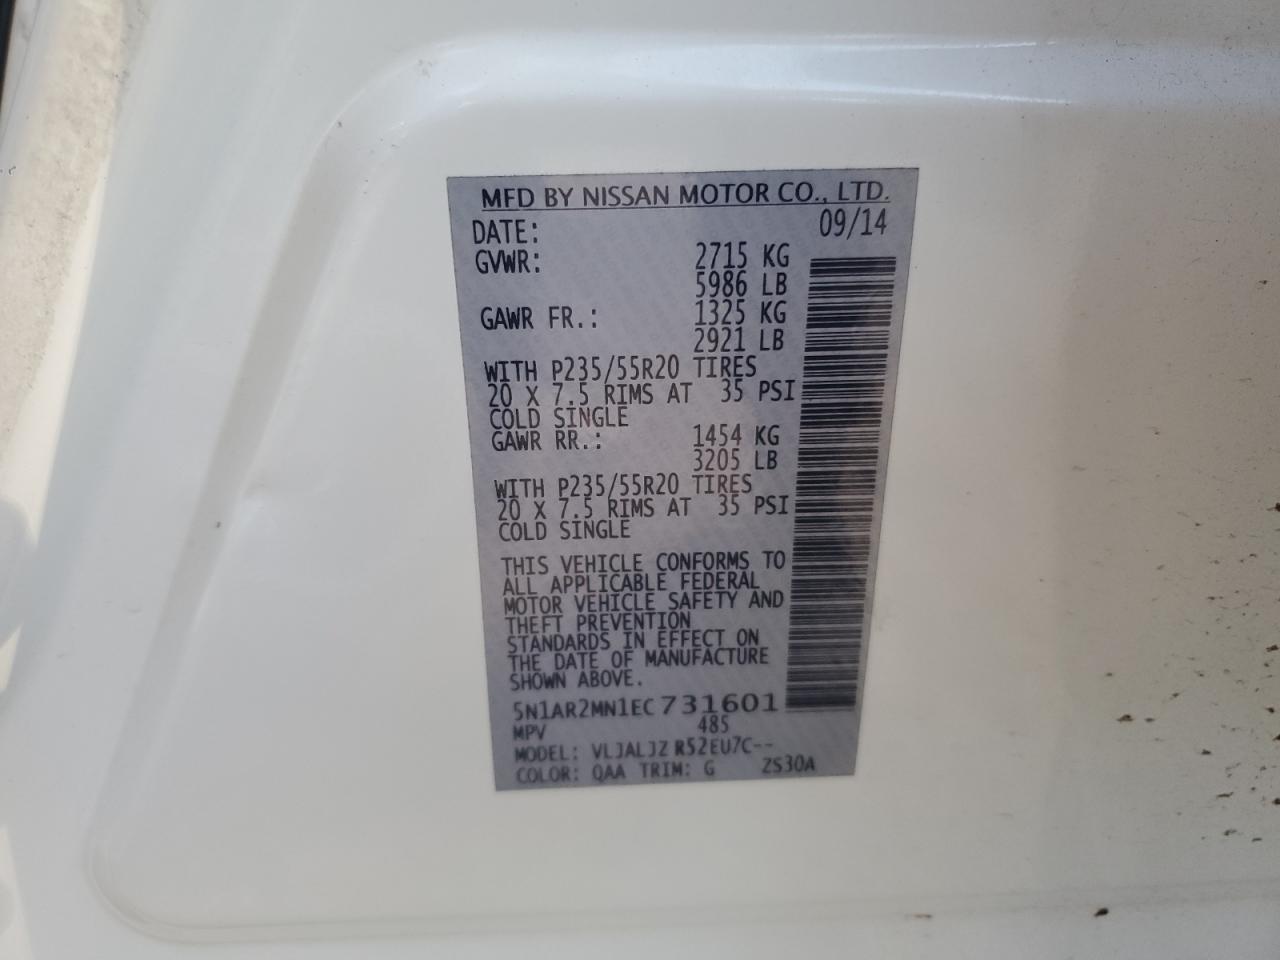 MFD BY NISSAN MOTOR CO., LTD.
DATE: 09/14
GVWR: 2715 KG
5986 LB
GAWR FR.: 1325 KG
2921 LB
WITH P235/55R20 TIRES
20 X 7.5 RIMS AT 35 PSI
COLD SINGLE
GAWR RR.: 1454 KG
3205 LB
WITH P235/55R20 TIRES
20 X 7.5 RIMS AT 35 PSI
COLD SINGLE
THIS VEHICLE CONFORMS TO
ALL APPLICABLE FEDERAL
MOTOR VEHICLE SAFETY AND
THEFT PREVENTION
STANDARDS IN EFFECT ON
THE DATE OF MANUFACTURE
SHOWN ABOVE.
5N1AR2MN1EC731601
MPV 485
MODEL: VLJALJZ R52EU7C--
COLOR: QAA TRIM: G ZS30A